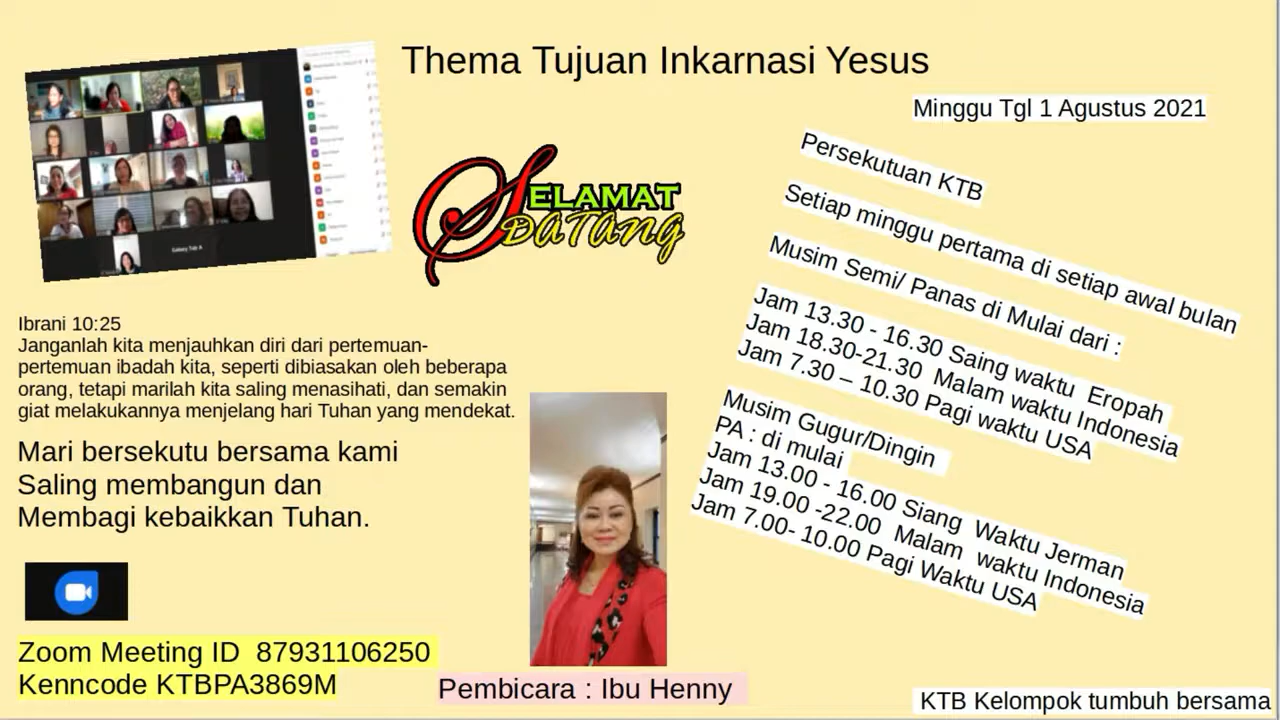 Thema Tujuan Inkarnasi Yesus
Minggu Tgl 1 Agustus 2021
SELAMAT
DATANG
Persekutuan KTB
Setiap minggu pertama di setiap awal bulan
Musim Semi/ Panas di Mulai dari :
Jam 13.30 - 16.30 Saing waktu Eropah
Jam 18.30-21.30 Malam waktu Indonesia
Jam 7.30 – 10.30 Pagi waktu USA
Musim Gugur/Dingin
PA : di mulai
Jam 13.00 - 16.00 Siang Waktu Jerman
Jam 19.00 -22.00 Malam waktu Indonesia
Jam 7.00- 10.00 Pagi Waktu USA
Ibrani 10:25
Janganlah kita menjauhkan diri dari pertemuan-
pertemuan ibadah kita, seperti dibiasakan oleh beberapa
orang, tetapi marilah kita saling menasihati, dan semakin
giat melakukannya menjelang hari Tuhan yang mendekat.
Mari bersekutu bersama kami
Saling membangun dan
Membagi kebaikkan Tuhan.
Zoom Meeting ID 87931106250
Kenncode KTBPA3869M
Pembicara : Ibu Henny
KTB Kelompok tumbuh bersama